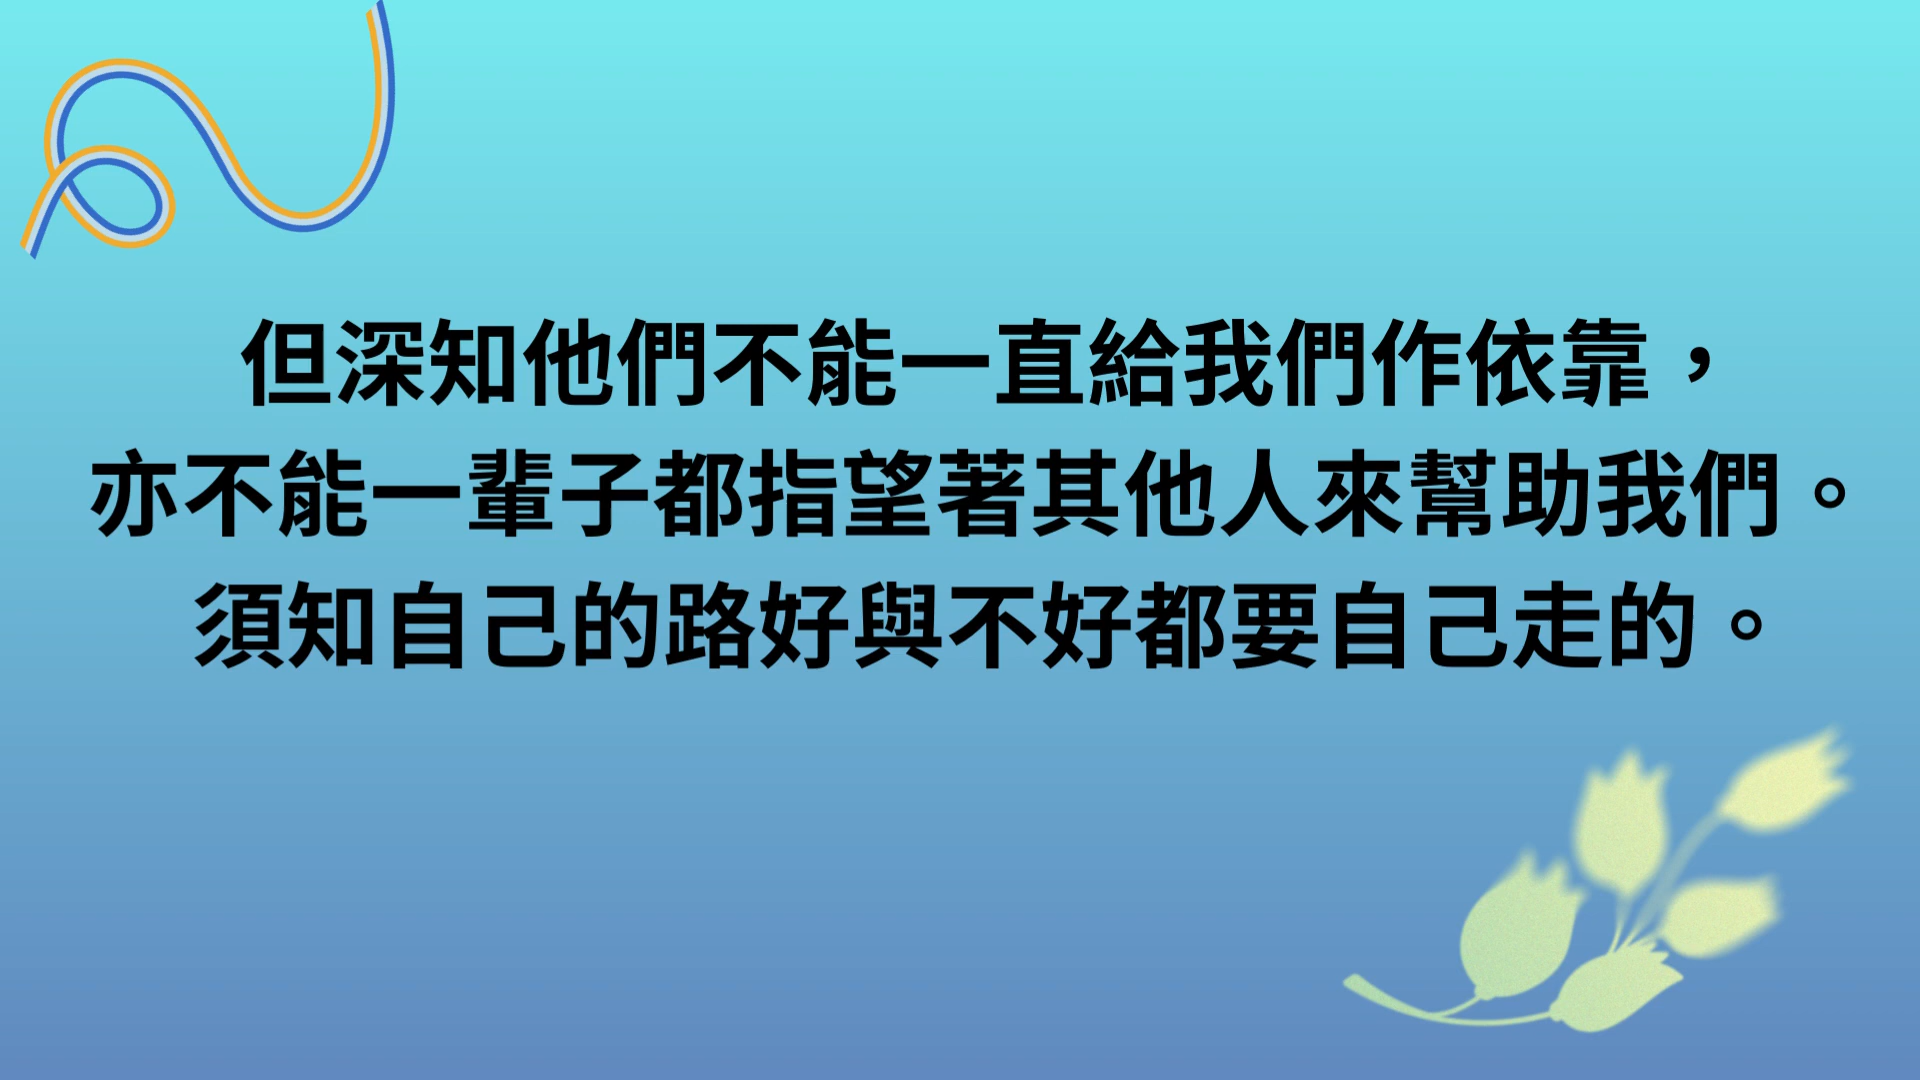 但深知他們不能一直給我們作依靠，
亦不能一輩子都指望著其他人來幫助我們。
須知自己的路好與不好都要自己走的。